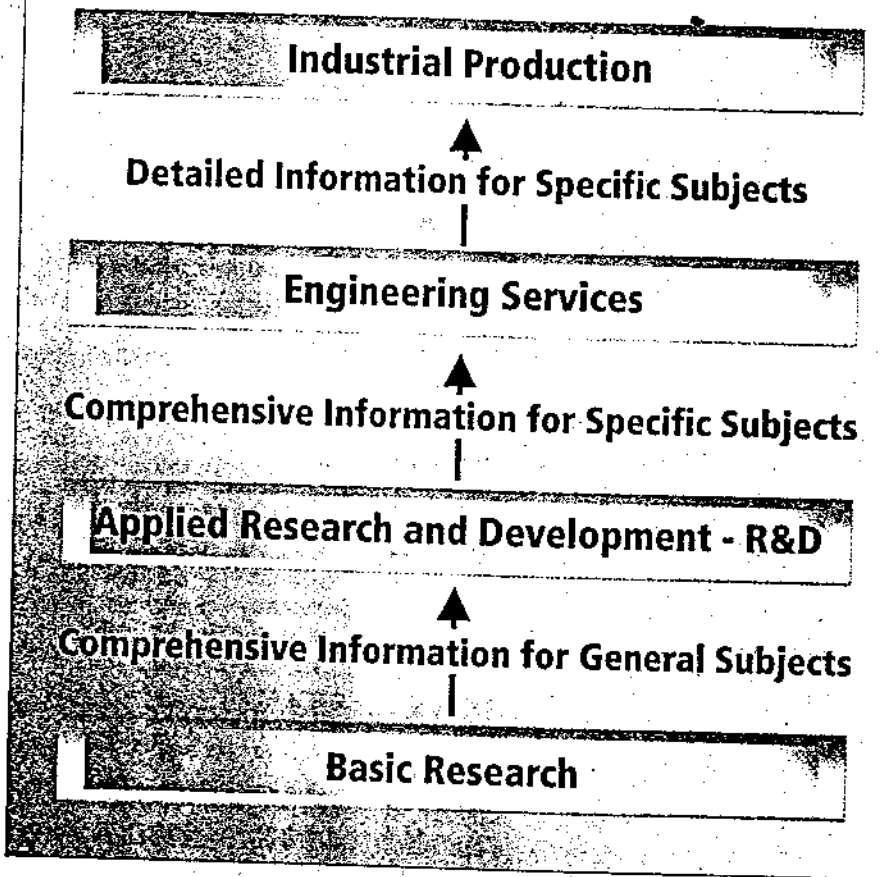 Industrial Production
Detailed Information for Specific Subjects
Engineering Services
Comprehensive Information for Specific Subjects
Applied Research and Development - R&D
Comprehensive Information for General Subjects
Basic Research